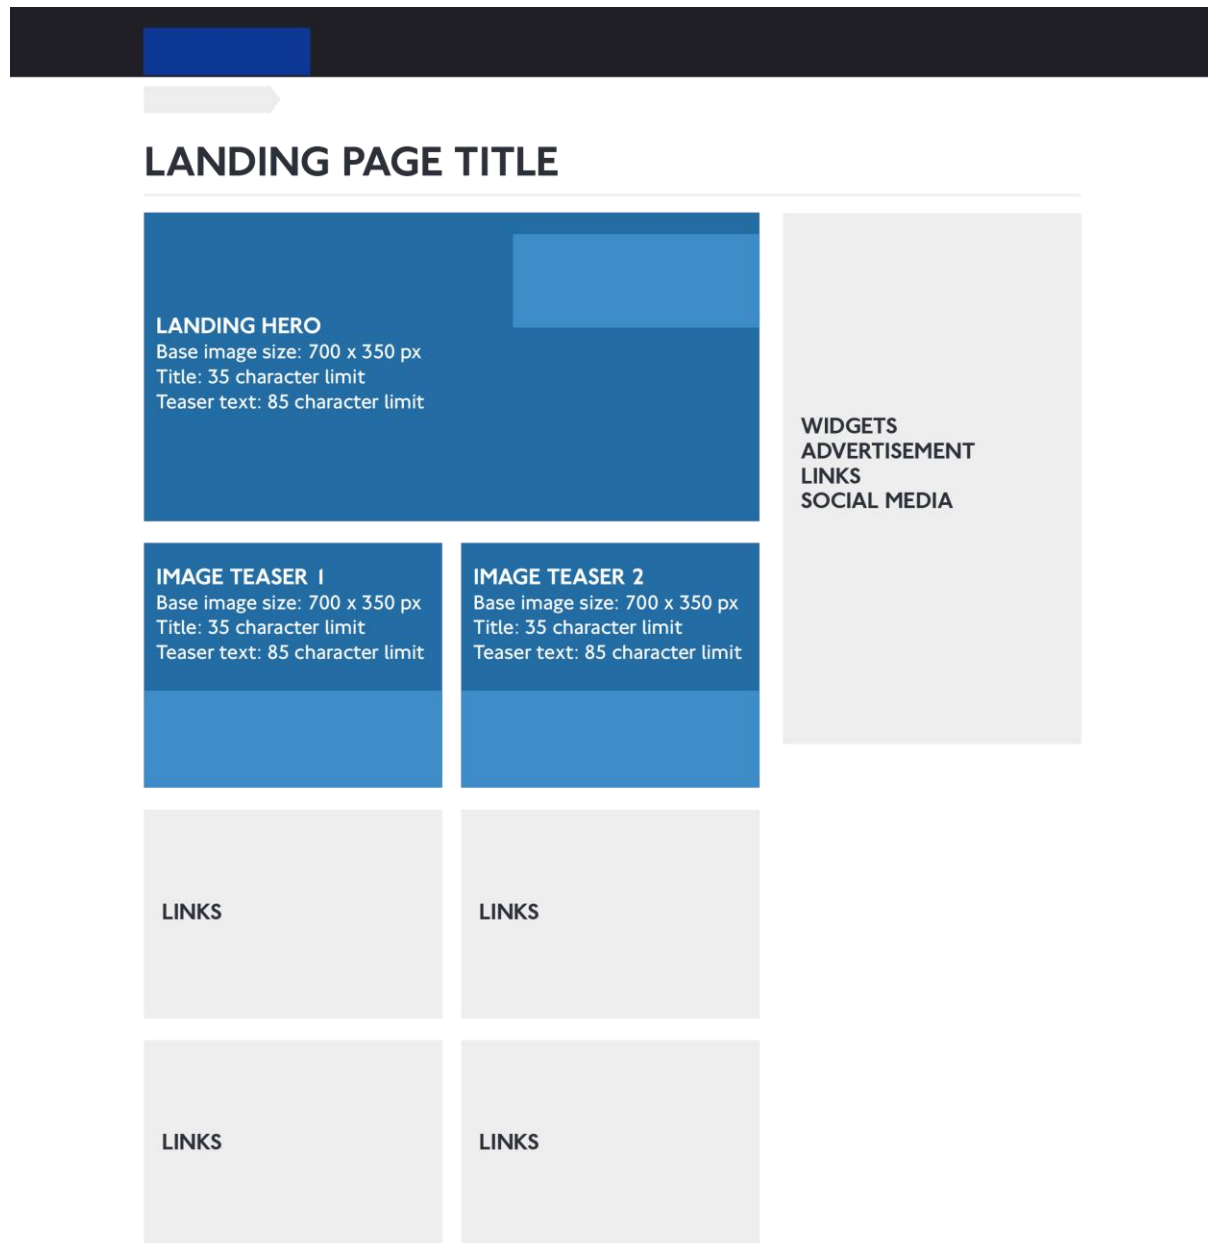 LANDING PAGE TITLE
LANDING HERO
Base image size: 700 x 350 px
Title: 35 character limit
Teaser text: 85 character limit
WIDGETS
ADVERTISEMENT
LINKS
SOCIAL MEDIA
IMAGE TEASER 1
Base image size: 700 x 350 px
Title: 35 character limit
Teaser text: 85 character limit
IMAGE TEASER 2
Base image size: 700 x 350 px
Title: 35 character limit
Teaser text: 85 character limit
LINKS
LINKS
LINKS
LINKS